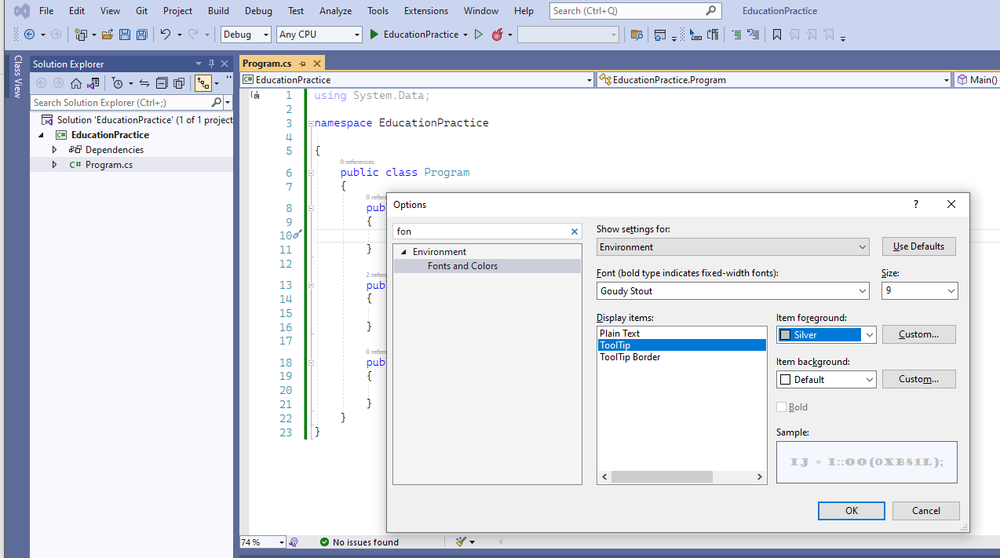 File Edit View Git Project Build Debug Test Analyze Tools Extensions Window Help Search (Ctrl+Q) EducationPractice
Debug Any CPU EducationPractice
Class View
Solution Explorer
Search Solution Explorer (Ctrl+;)
Solution 'EducationPractice' (1 of 1 project
EducationPractice
Dependencies
C# Program.cs
Program.cs
C# EducationPractice EducationPractice.Program Main()
1 using System.Data;
2
3 namespace EducationPractice
4
5 {
0 references
6 public class Program
7 {
0 referen
8 pub
9 {
10
11 }
12
2 referen
13 pub
14 {
15
16 }
17
0 referen
18 pub
19 {
20
21 }
22 }
23 }
74 % No issues found
Options ?
fon
Environment
Fonts and Colors
Show settings for:
Environment Use Defaults
Font (bold type indicates fixed-width fonts): Size:
Goudy Stout 9
Display items: Item foreground:
Plain Text
ToolTip
ToolTip Border
Silver Custom...
Item background:
Default Custom...
Bold
Sample:
IJ = I::OO(0XB81L);
OK Cancel